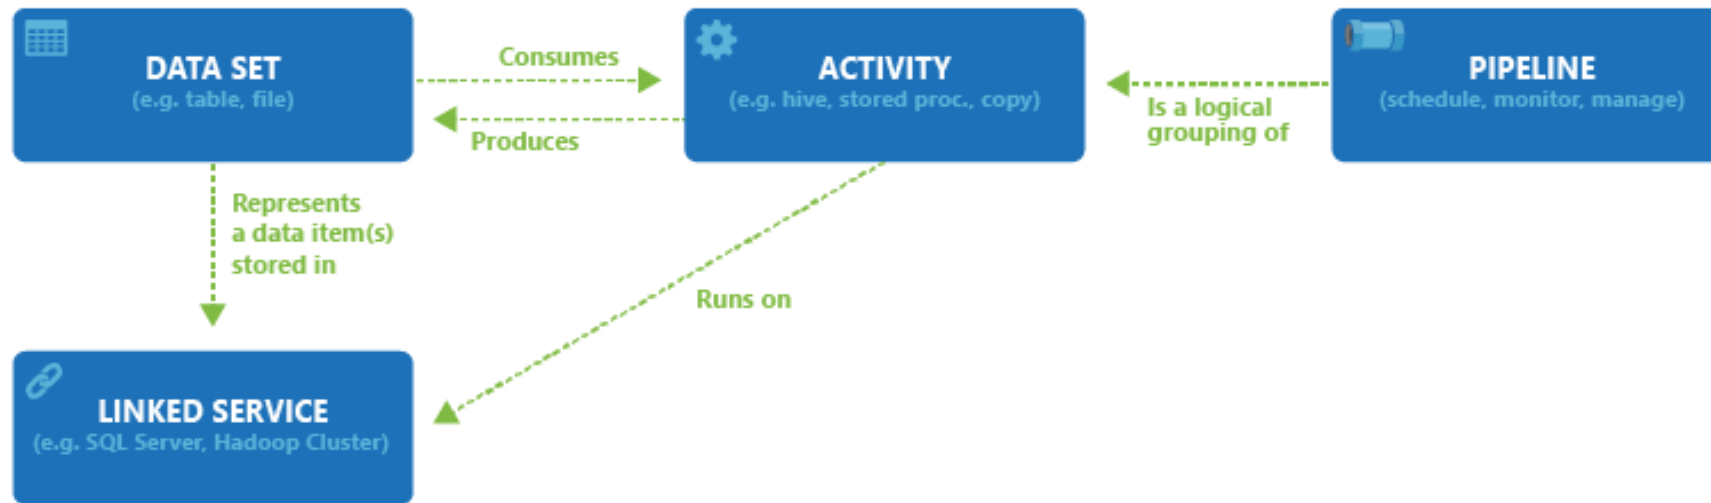 DATA SET
(e.g. table, file)
Consumes
Produces
ACTIVITY
(e.g. hive, stored proc., copy)
Is a logical
grouping of
PIPELINE
(schedule, monitor, manage)
Represents
a data item(s)
stored in
Runs on
LINKED SERVICE
(e.g. SQL Server, Hadoop Cluster)